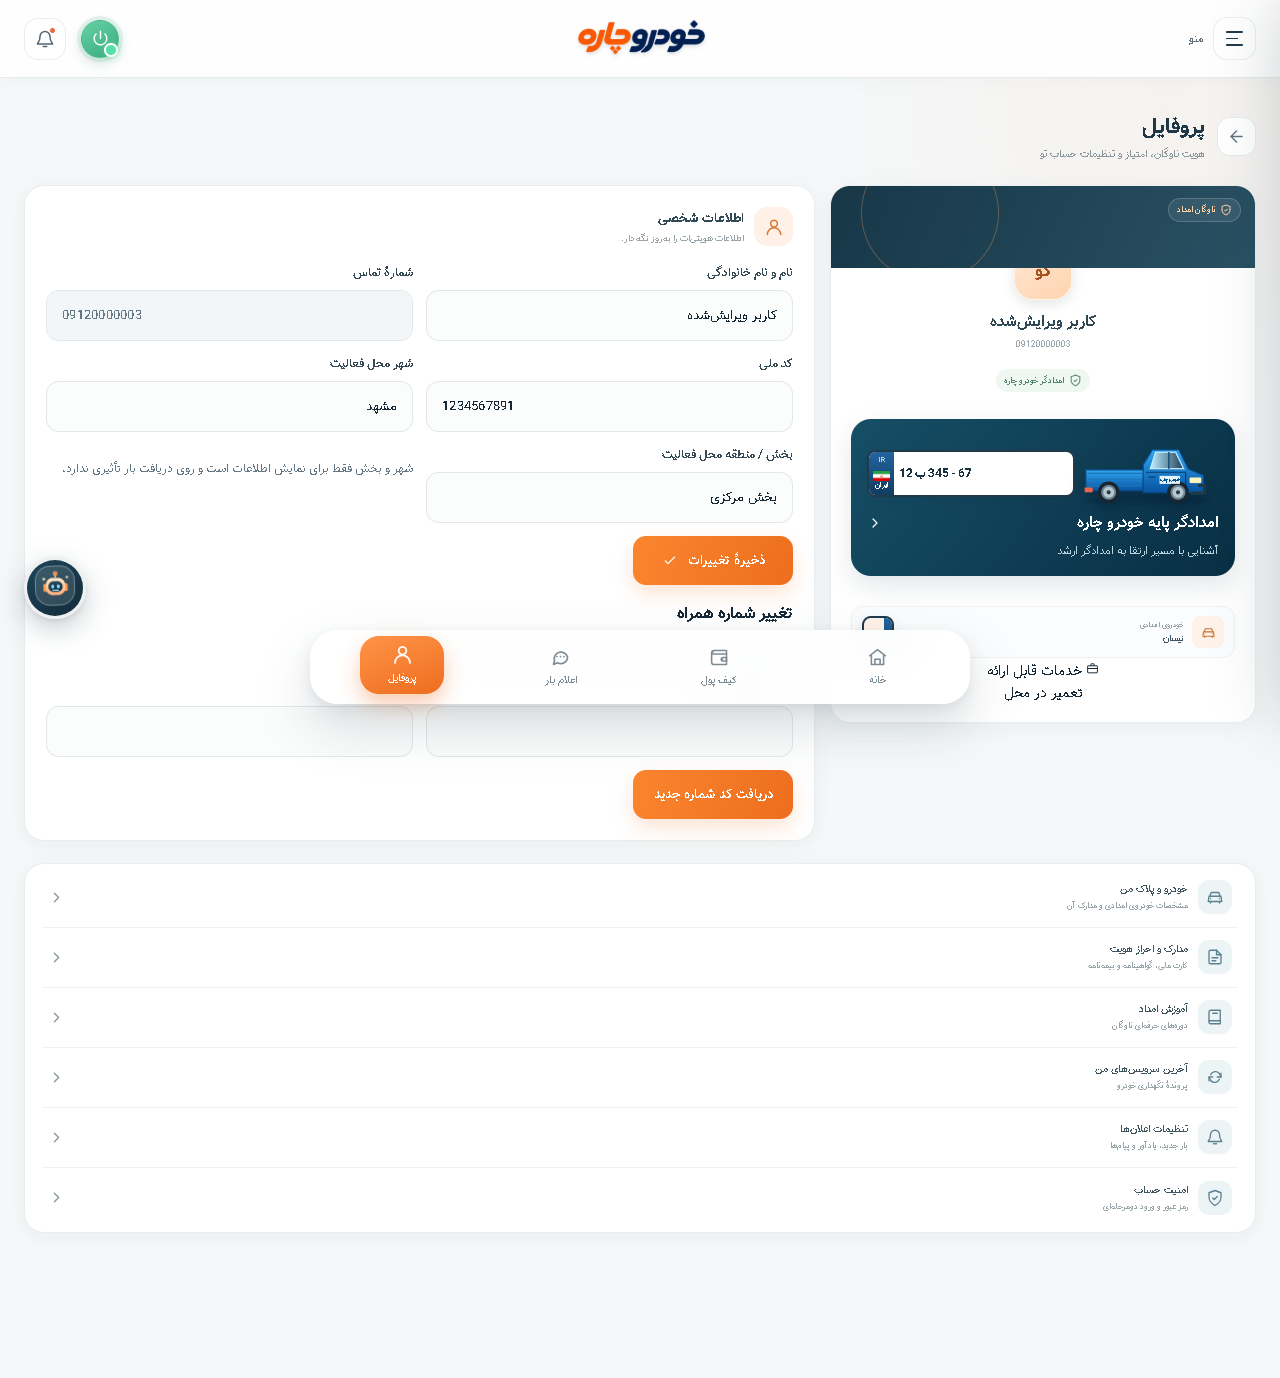 منو
خودروچاره
پروفایل
هویت ناوگان، امتیاز و تنظیمات حساب تو
ناوگان امداد
کو
کاربر ویرایش‌شده
09120000003
امدادگر خودرو چاره
IR
ایران
12 ب 345 - 67
امدادگر پایه خودرو چاره
آشنایی با مسیر ارتقا به امدادگر ارشد
خودروی امدادی
نیسان
خدمات قابل ارائه
تعمیر در محل
اطلاعات شخصی
اطلاعات هویتی‌ات را به‌روز نگه دار.
نام و نام خانوادگی
شمارهٔ تماس
کاربر ویرایش‌شده
09120000003
کد ملی
شهر محل فعالیت
1234567891
مشهد
بخش / منطقه محل فعالیت
شهر و بخش فقط برای نمایش اطلاعات است و روی دریافت بار تأثیری ندارد.
بخش مرکزی
ذخیرهٔ تغییرات
تغییر شماره همراه
دریافت کد شماره جدید
خانه
کیف پول
اعلام بار
پروفایل
خودرو و پلاک من
مشخصات خودروی امدادی و مدارک آن
مدارک و احراز هویت
کارت ملی، گواهینامه و بیمه‌نامه
آموزش امداد
دوره‌های حرفه‌ای ناوگان
آخرین سرویس‌های من
پروندهٔ نگهداری خودرو
تنظیمات اعلان‌ها
بار جدید، یادآور و پیام‌ها
امنیت حساب
رمز عبور و ورود دومرحله‌ای